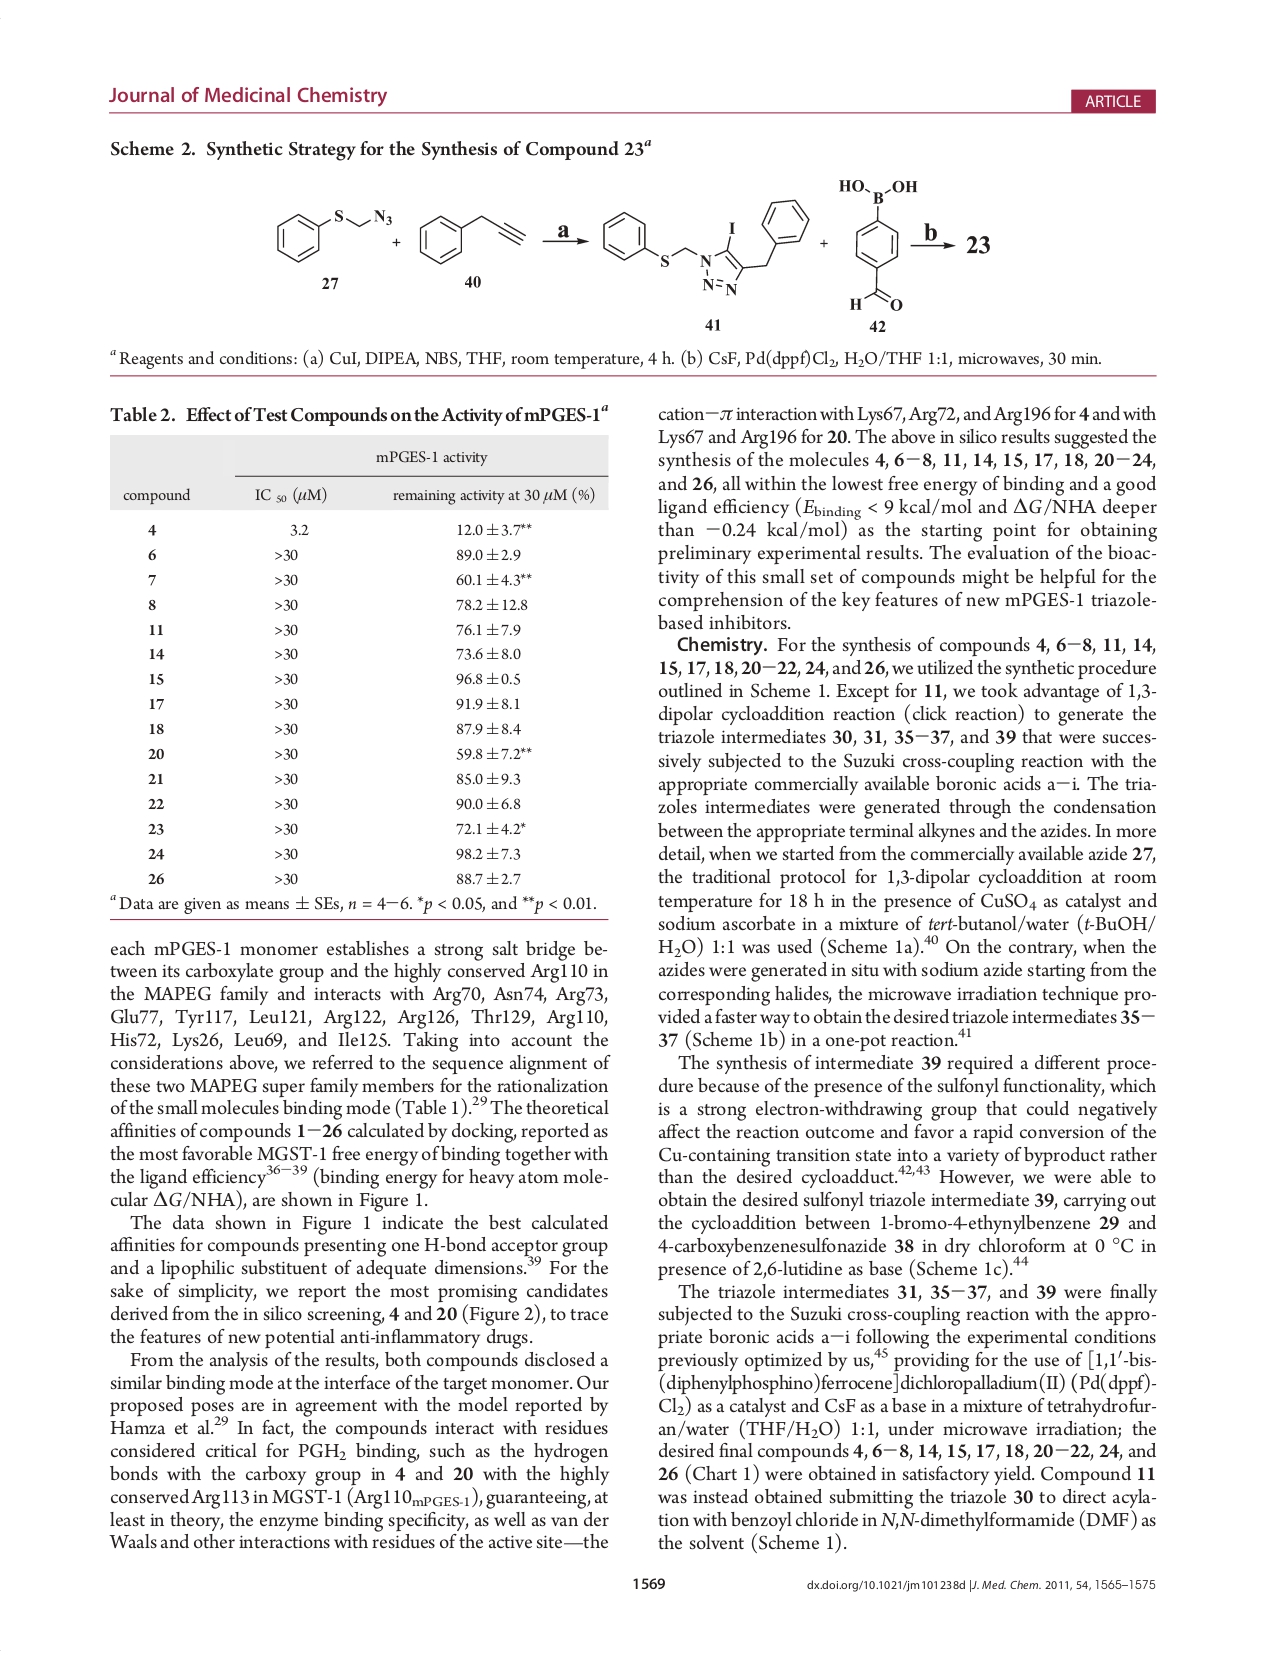 Journal of Medicinal Chemistry
ARTICLE
Scheme 2. Synthetic Strategy for the Synthesis of Compound 23a
S
N3
+
27
40
a
S
N
N=N
I
+
41
HO
B
OH
H
O
42
b
23
a Reagents and conditions: (a) CuI, DIPEA, NBS, THF, room temperature, 4 h. (b) CsF, Pd(dppf)Cl2, H2O/THF 1:1, microwaves, 30 min.
Table 2. Effect of Test Compounds on the Activity of mPGES-1a
mPGES-1 activity
compound IC 50 (μM) remaining activity at 30 μM (%)
4 3.2 12.0 ± 3.7**
6 >30 89.0 ± 2.9
7 >30 60.1 ± 4.3**
8 >30 78.2 ± 12.8
11 >30 76.1 ± 7.9
14 >30 73.6 ± 8.0
15 >30 96.8 ± 0.5
17 >30 91.9 ± 8.1
18 >30 87.9 ± 8.4
20 >30 59.8 ± 7.2**
21 >30 85.0 ± 9.3
22 >30 90.0 ± 6.8
23 >30 72.1 ± 4.2*
24 >30 98.2 ± 7.3
26 >30 88.7 ± 2.7
a Data are given as means ± SEs, n = 4−6. *p < 0.05, and **p < 0.01.
each mPGES-1 monomer establishes a strong salt bridge be-
tween its carboxylate group and the highly conserved Arg110 in
the MAPEG family and interacts with Arg70, Asn74, Arg73,
Glu77, Tyr117, Leu121, Arg122, Arg126, Thr129, Arg110,
His72, Lys26, Leu69, and Ile125. Taking into account the
considerations above, we referred to the sequence alignment of
these two MAPEG super family members for the rationalization
of the small molecules binding mode (Table 1).29 The theoretical
affinities of compounds 1−26 calculated by docking, reported as
the most favorable MGST-1 free energy of binding together with
the ligand efficiency36−39 (binding energy for heavy atom mole-
cular ΔG/NHA), are shown in Figure 1.
The data shown in Figure 1 indicate the best calculated
affinities for compounds presenting one H-bond acceptor group
and a lipophilic substituent of adequate dimensions.39 For the
sake of simplicity, we report the most promising candidates
derived from the in silico screening, 4 and 20 (Figure 2), to trace
the features of new potential anti-inflammatory drugs.
From the analysis of the results, both compounds disclosed a
similar binding mode at the interface of the target monomer. Our
proposed poses are in agreement with the model reported by
Hamza et al.29 In fact, the compounds interact with residues
considered critical for PGH2 binding, such as the hydrogen
bonds with the carboxy group in 4 and 20 with the highly
conserved Arg113 in MGST-1 (Arg110mPGES-1), guaranteeing, at
least in theory, the enzyme binding specificity, as well as van der
Waals and other interactions with residues of the active site—the
cation−π interaction with Lys67, Arg72, and Arg196 for 4 and with
Lys67 and Arg196 for 20. The above in silico results suggested the
synthesis of the molecules 4, 6−8, 11, 14, 15, 17, 18, 20−24,
and 26, all within the lowest free energy of binding and a good
ligand efficiency (Ebinding < 9 kcal/mol and ΔG/NHA deeper
than −0.24 kcal/mol) as the starting point for obtaining
preliminary experimental results. The evaluation of the bioac-
tivity of this small set of compounds might be helpful for the
comprehension of the key features of new mPGES-1 triazole-
based inhibitors.
Chemistry. For the synthesis of compounds 4, 6−8, 11, 14,
15, 17, 18, 20−22, 24, and 26, we utilized the synthetic procedure
outlined in Scheme 1. Except for 11, we took advantage of 1,3-
dipolar cycloaddition reaction (click reaction) to generate the
triazole intermediates 30, 31, 35−37, and 39 that were succes-
sively subjected to the Suzuki cross-coupling reaction with the
appropriate commercially available boronic acids a−i. The tria-
zoles intermediates were generated through the condensation
between the appropriate terminal alkynes and the azides. In more
detail, when we started from the commercially available azide 27,
the traditional protocol for 1,3-dipolar cycloaddition at room
temperature for 18 h in the presence of CuSO4 as catalyst and
sodium ascorbate in a mixture of tert-butanol/water (t-BuOH/
H2O) 1:1 was used (Scheme 1a).40 On the contrary, when the
azides were generated in situ with sodium azide starting from the
corresponding halides, the microwave irradiation technique pro-
vided a faster way to obtain the desired triazole intermediates 35−
37 (Scheme 1b) in a one-pot reaction.41
The synthesis of intermediate 39 required a different proce-
dure because of the presence of the sulfonyl functionality, which
is a strong electron-withdrawing group that could negatively
affect the reaction outcome and favor a rapid conversion of the
Cu-containing transition state into a variety of byproduct rather
than the desired cycloadduct.42,43 However, we were able to
obtain the desired sulfonyl triazole intermediate 39, carrying out
the cycloaddition between 1-bromo-4-ethynylbenzene 29 and
4-carboxybenzenesulfonazide 38 in dry chloroform at 0 °C in
presence of 2,6-lutidine as base (Scheme 1c).44
The triazole intermediates 31, 35−37, and 39 were finally
subjected to the Suzuki cross-coupling reaction with the appro-
priate boronic acids a−i following the experimental conditions
previously optimized by us,45 providing for the use of [1,1′-bis-
(diphenylphosphino)ferrocene]dichloropalladium(II) (Pd(dppf)-
Cl2) as a catalyst and CsF as a base in a mixture of tetrahydrofur-
an/water (THF/H2O) 1:1, under microwave irradiation; the
desired final compounds 4, 6−8, 14, 15, 17, 18, 20−22, 24, and
26 (Chart 1) were obtained in satisfactory yield. Compound 11
was instead obtained submitting the triazole 30 to direct acyla-
tion with benzoyl chloride in N,N-dimethylformamide (DMF) as
the solvent (Scheme 1).
1569
dx.doi.org/10.1021/jm101238d |J. Med. Chem. 2011, 54, 1565–1575